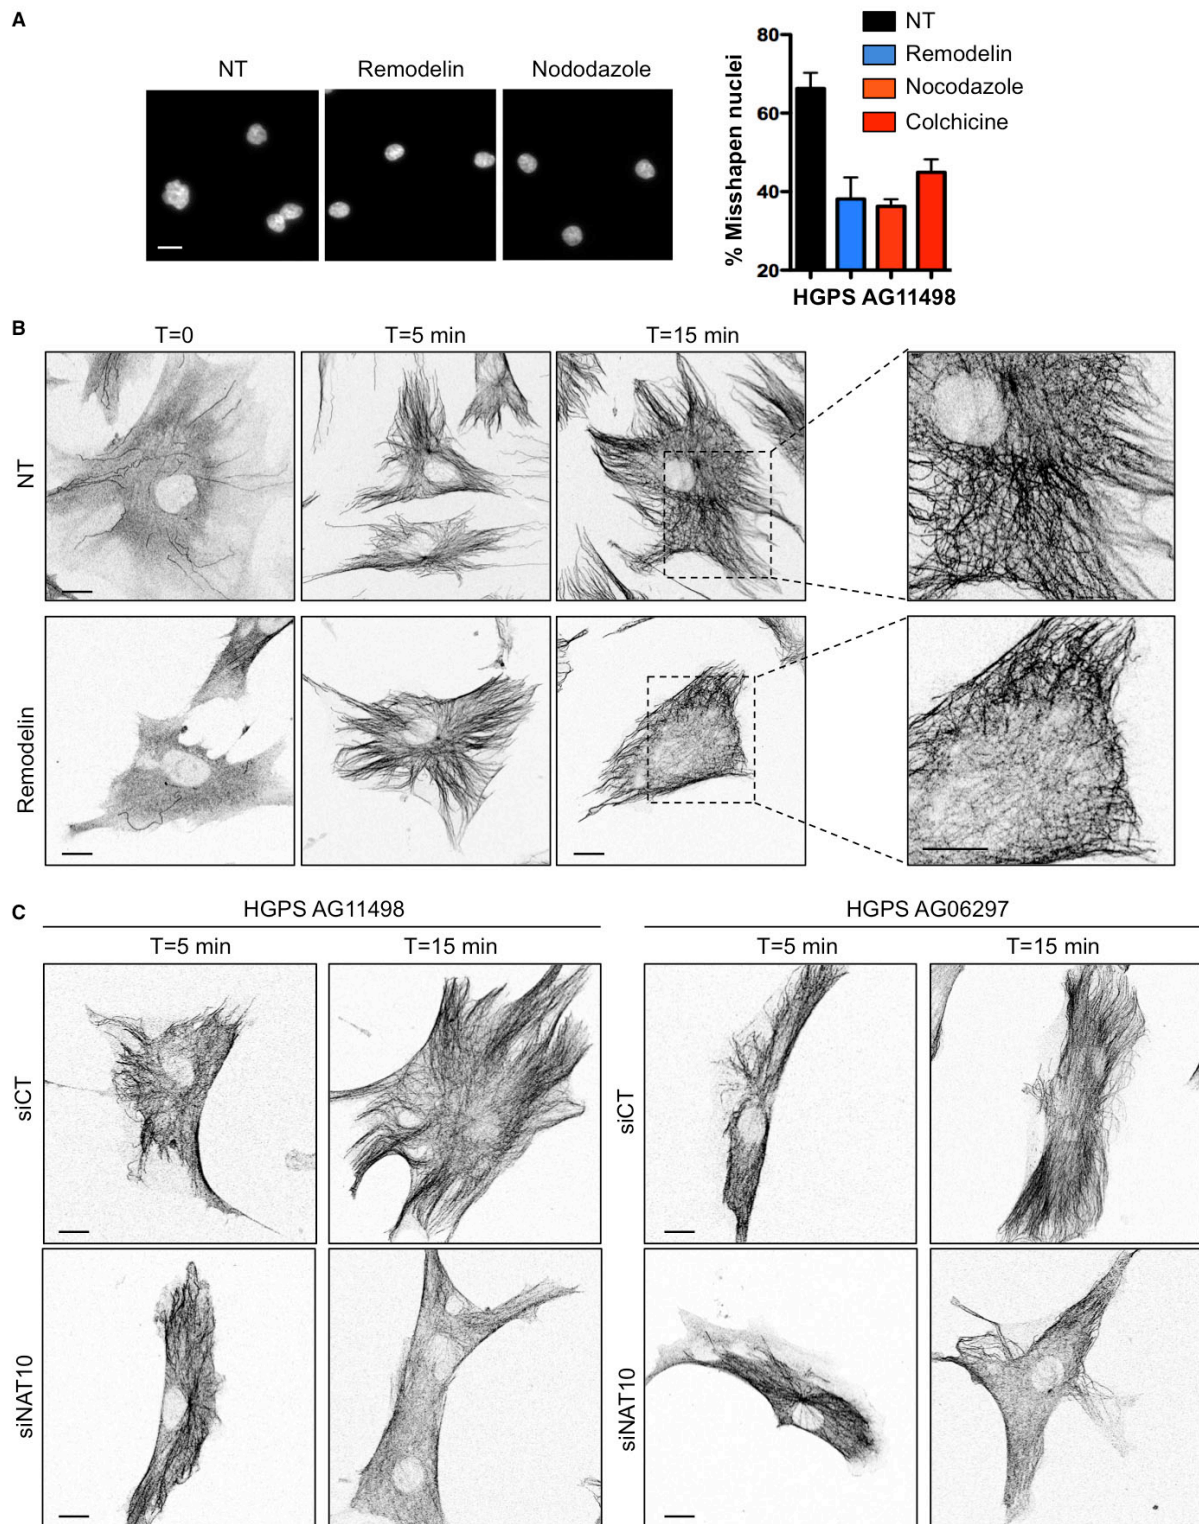 A
NT
Remodelin
Nododazole
% Misshapen nuclei
80
60
40
20
NT
Remodelin
Nocodazole
Colchicine
HGPS AG11498
B
T=0
T=5 min
T=15 min
NT
Remodelin
C
HGPS AG11498
HGPS AG06297
T=5 min
T=15 min
T=5 min
T=15 min
siCT
siCT
siNAT10
siNAT10